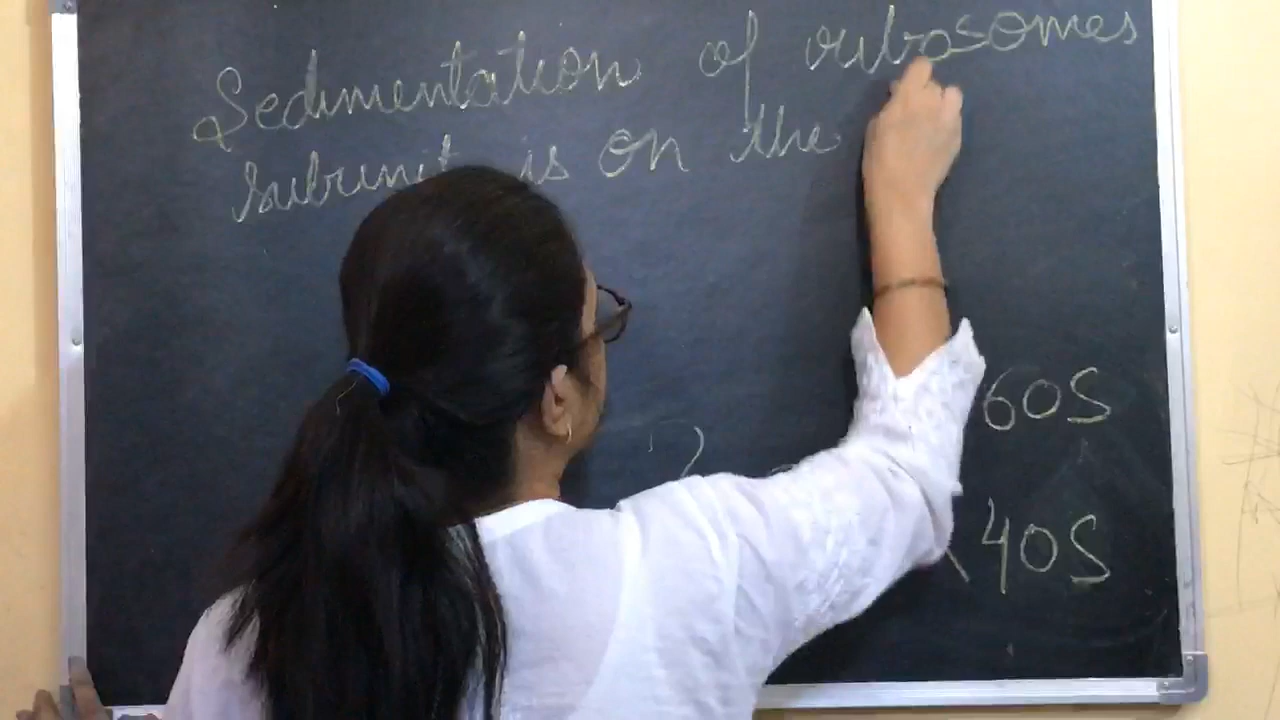 Sedimentation of ribosomes
subunit is on the
60S
40S